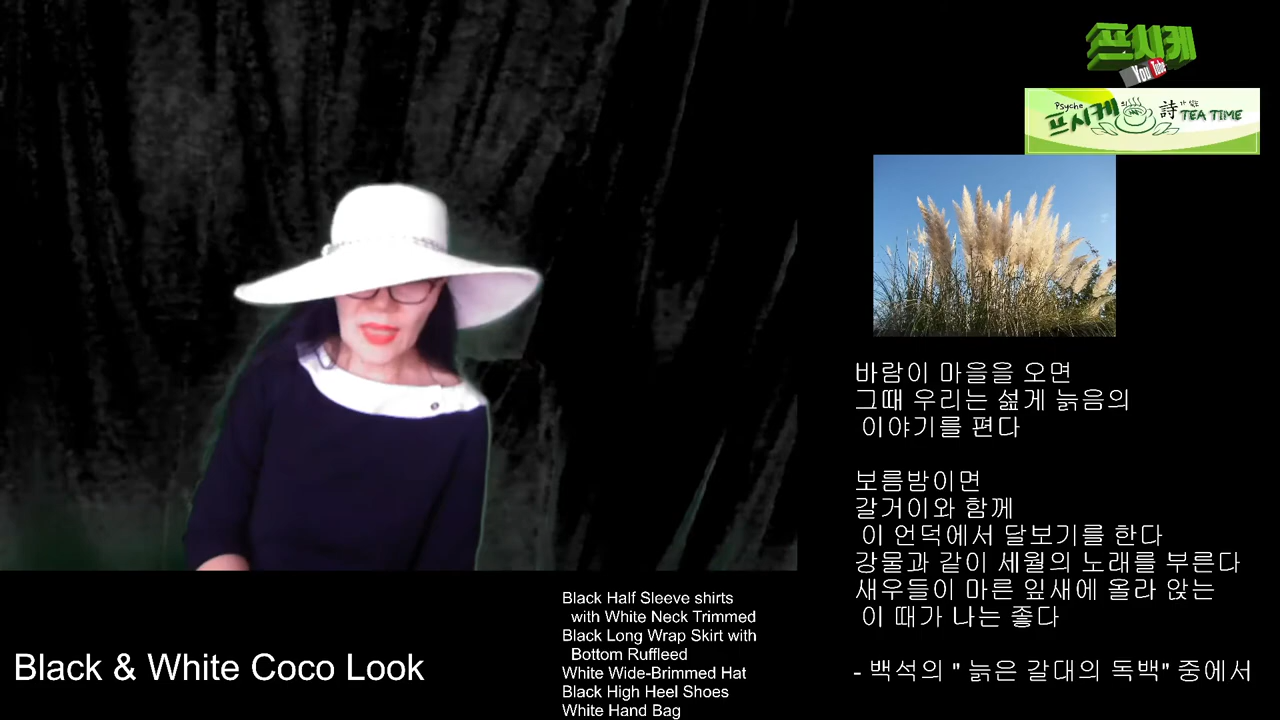 프시케
YouTube
Psyche
프시케의 詩가 있는 TEA TIME
바람이 마을을 오면
그때 우리는 섧게 늙음의
이야기를 편다
보름밤이면
갈거이와 함께
이 언덕에서 달보기를 한다
강물과 같이 세월의 노래를 부른다
새우들이 마른 잎새에 올라 앉는
이 때가 나는 좋다
- 백석의 " 늙은 갈대의 독백" 중에서
Black Half Sleeve shirts
with White Neck Trimmed
Black Long Wrap Skirt with
Bottom Ruffleed
White Wide-Brimmed Hat
Black High Heel Shoes
White Hand Bag
Black & White Coco Look